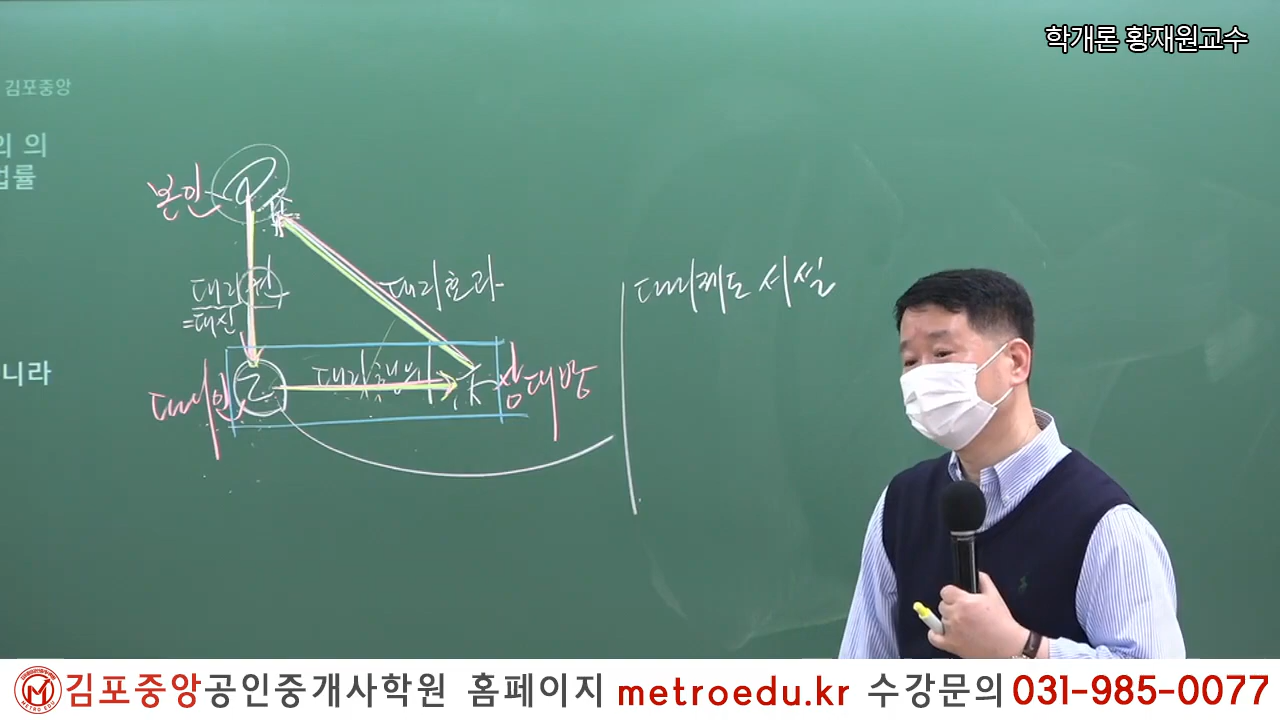 학개론 황재원교수
김포중앙
의 의
법률
니라
본인
대리권
=대신
대리효과
대리인
대리행위
상대방
대리제도 서설
METRO EDU
김포중앙공인중개사학원 홈페이지 metroedu.kr 수강문의 031-985-0077